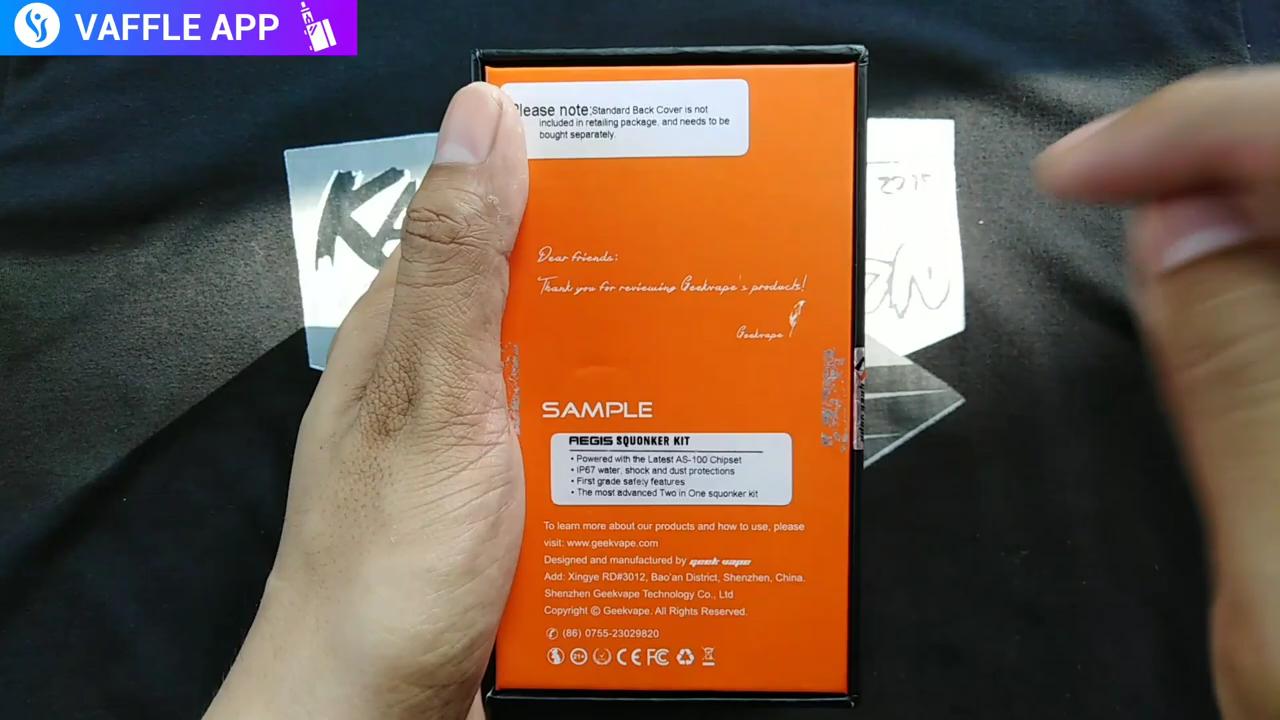 VAFFLE APP
Please note:Standard Back Cover is not
included in retailing package, and needs to be
bought separately.
Dear friends:
Thank you for reviewing Geekvape's products!
Geekvape
SAMPLE
AEGIS SQUONKER KIT
• Powered with the Latest AS-100 Chipset
• IP67 water, shock and dust protections
• First grade safety features
• The most advanced Two in One squonker kit
To learn more about our products and how to use, please
visit: www.geekvape.com
Designed and manufactured by geek vape
Add: Xingye RD#3012, Bao'an District, Shenzhen, China.
Shenzhen Geekvape Technology Co., Ltd
Copyright © Geekvape. All Rights Reserved.
(86) 0755-23029820
21+ CE FC